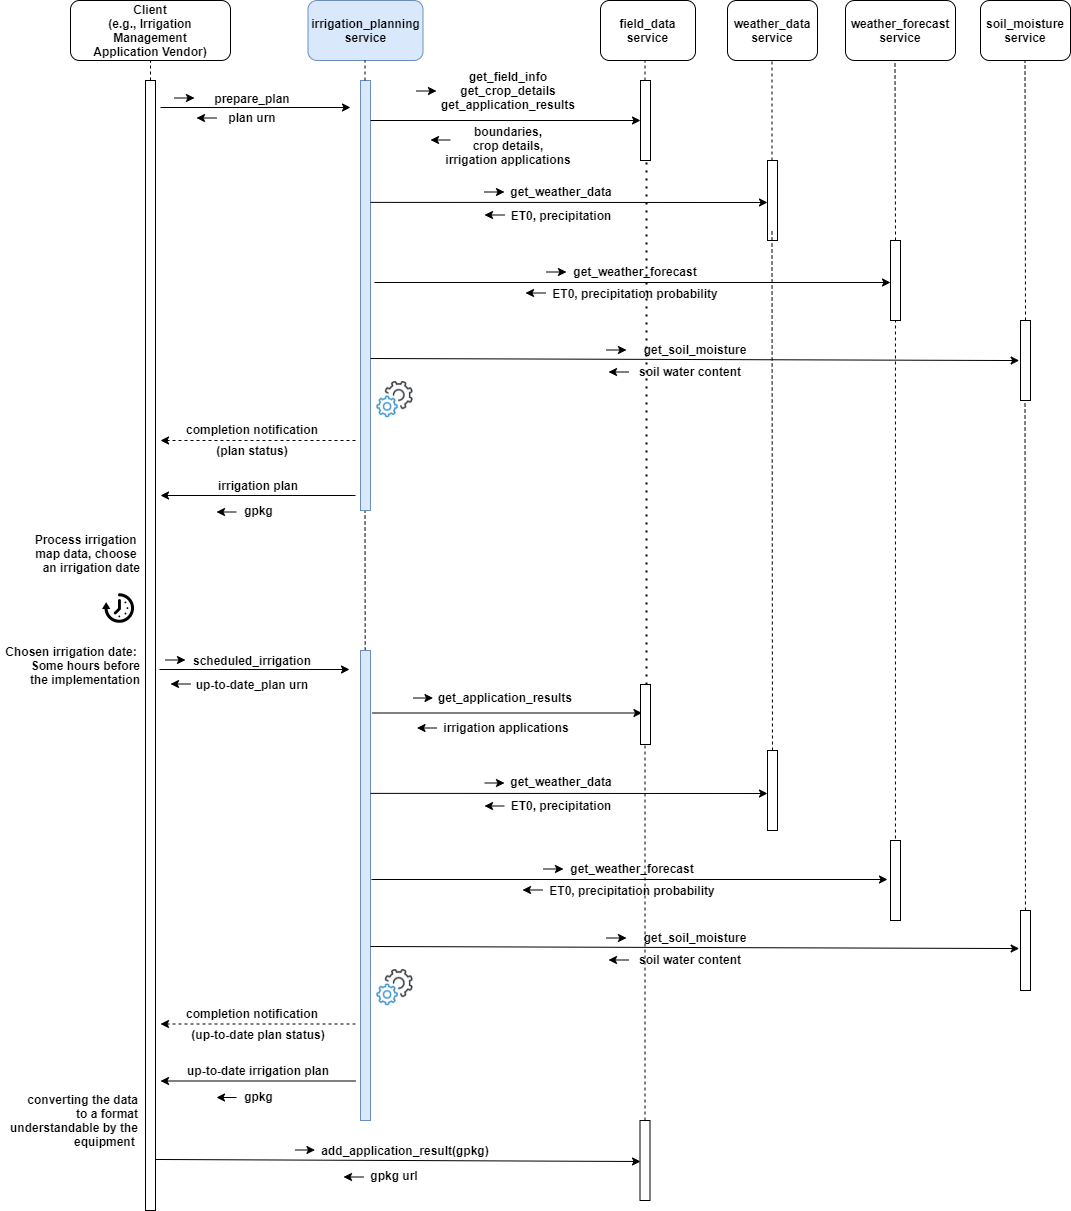 Client
(e.g., Irrigation
Management
Application Vendor)
irrigation_planning
service
field_data
service
weather_data
service
weather_forecast
service
soil_moisture
service
prepare_plan
plan urn
get_field_info
get_crop_details
get_application_results
boundaries,
crop details,
irrigation applications
get_weather_data
ET0, precipitation
get_weather_forecast
ET0, precipitation probability
get_soil_moisture
soil water content
completion notification
(plan status)
irrigation plan
gpkg
Process irrigation
map data, choose
an irrigation date
Chosen irrigation date:
Some hours before
the implementation
scheduled_irrigation
up-to-date_plan urn
get_application_results
irrigation applications
get_weather_data
ET0, precipitation
get_weather_forecast
ET0, precipitation probability
get_soil_moisture
soil water content
completion notification
(up-to-date plan status)
up-to-date irrigation plan
gpkg
converting the data
to a format
understandable by the
equipment
add_application_result(gpkg)
gpkg url